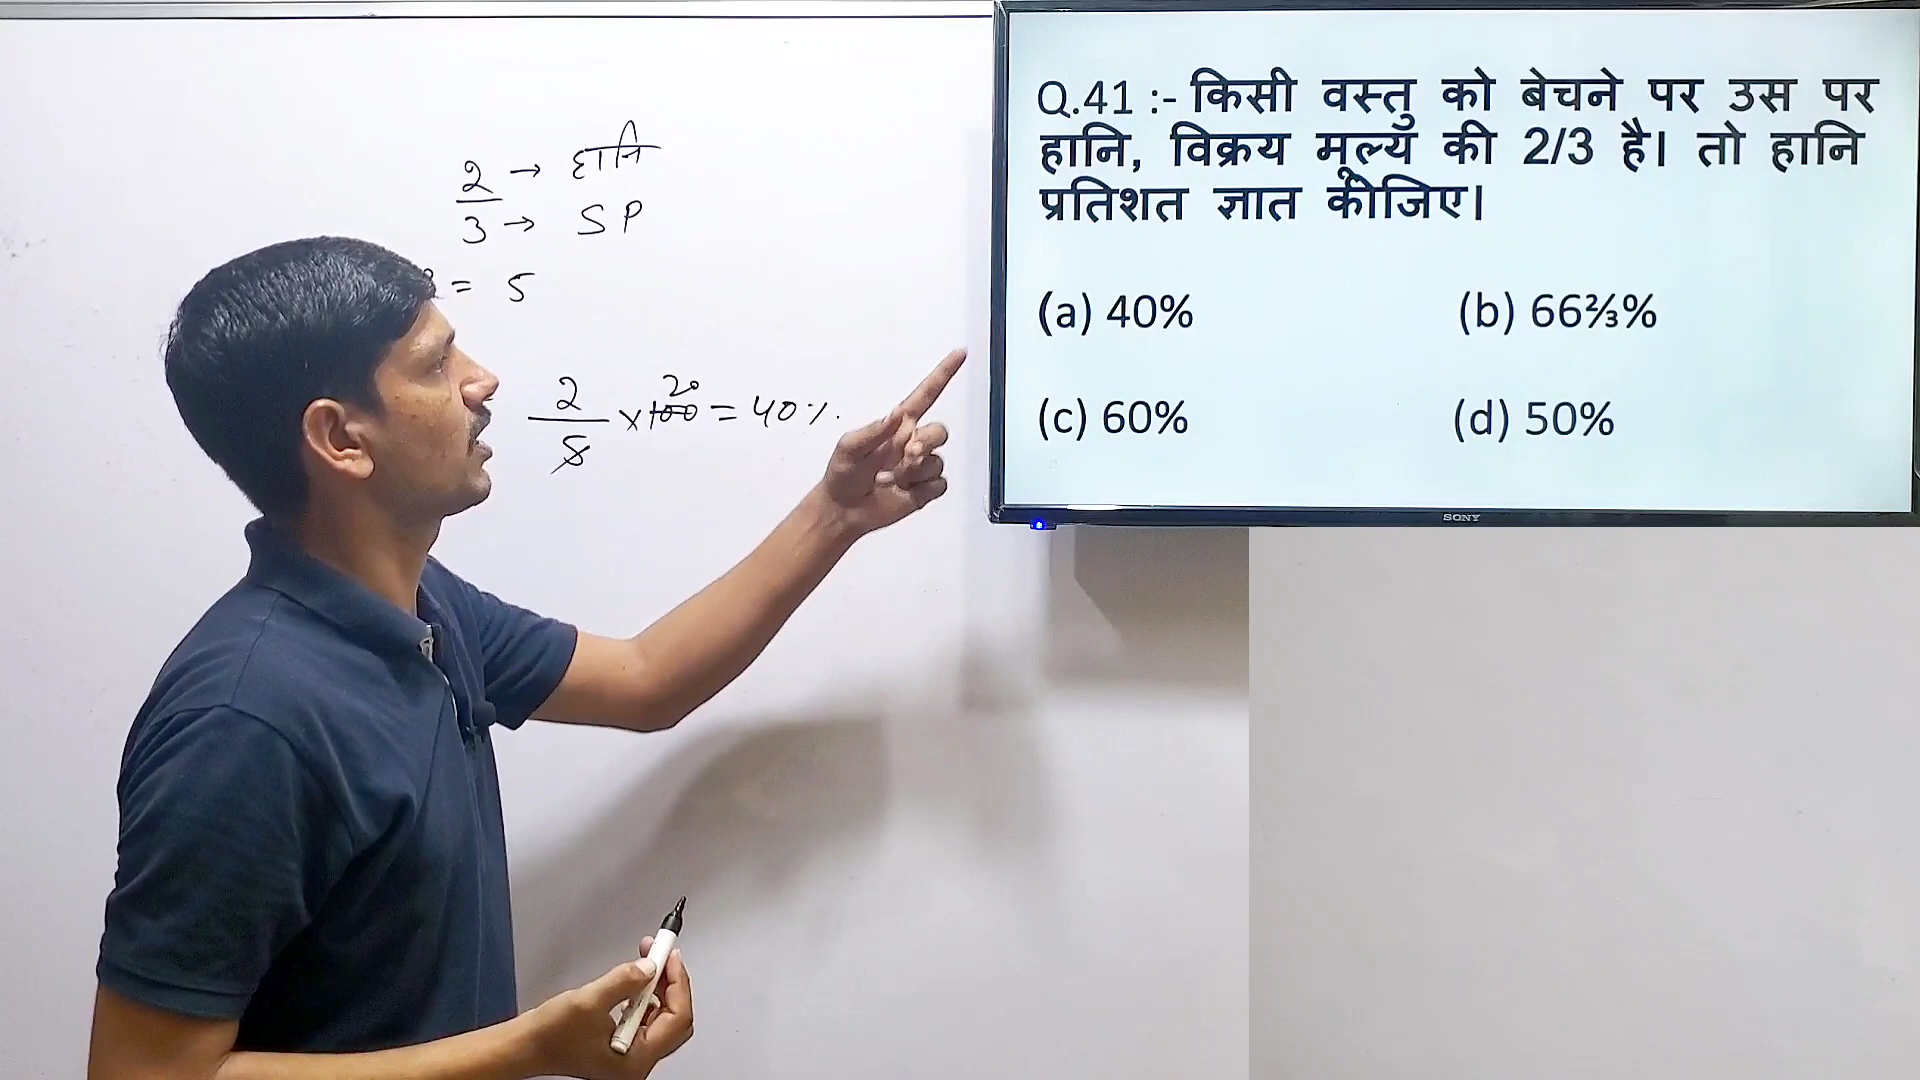 2 → हानि
3 → SP
= 5
2
5 × 100 = 40%.
20
Q.41 :- किसी वस्तु को बेचने पर उस पर
हानि, विक्रय मूल्य की 2/3 है। तो हानि
प्रतिशत ज्ञात कीजिए।
(a) 40% (b) 66⅔%
(c) 60% (d) 50%
SONY